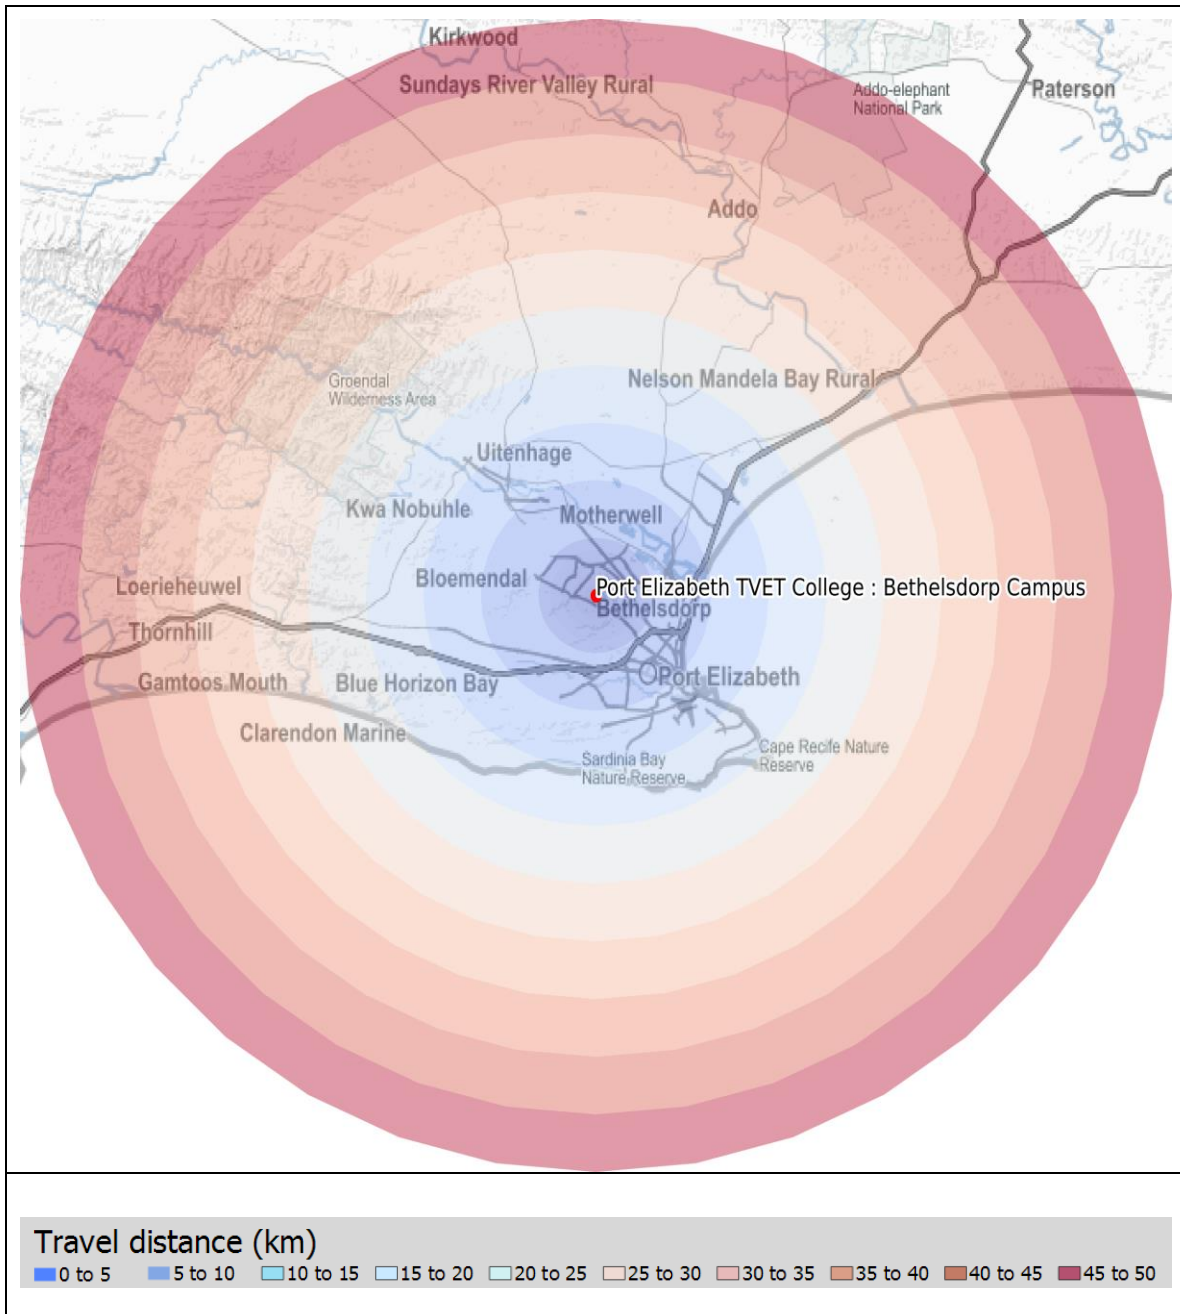 Kirkwood
Sundays River Valley Rural
Addo-elephant
National Park
Paterson
Addo
Groendal
Wilderness Area
Nelson Mandela Bay Rural
Uitenhage
Kwa Nobuhle
Motherwell
Bloemendal
Port Elizabeth TVET College : Bethelsdorp Campus
Bethelsdorp
Loerieheuwel
Thornhill
Gamtoos Mouth
Blue Horizon Bay
Port Elizabeth
Clarendon Marine
Sardinia Bay
Nature Reserve
Cape Recife Nature
Reserve
Travel distance (km)
0 to 5 5 to 10 10 to 15 15 to 20 20 to 25 25 to 30 30 to 35 35 to 40 40 to 45 45 to 50